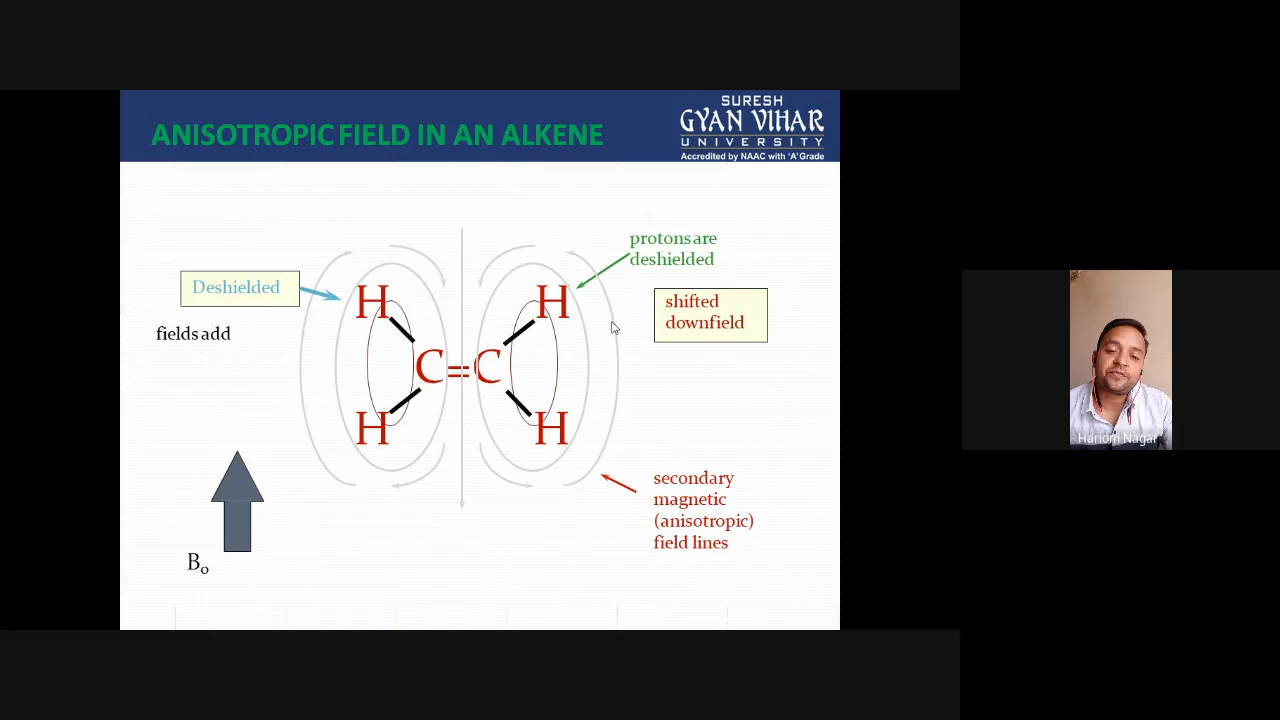 SURESH
GYAN VIHAR
UNIVERSITY
Accredited by NAAC with 'A' Grade
ANISOTROPIC FIELD IN AN ALKENE
protons are
deshielded
Deshielded
shifted
downfield
fields add
H H
C = C
H H
secondary
magnetic
(anisotropic)
field lines
Bo
Hariom Nagar